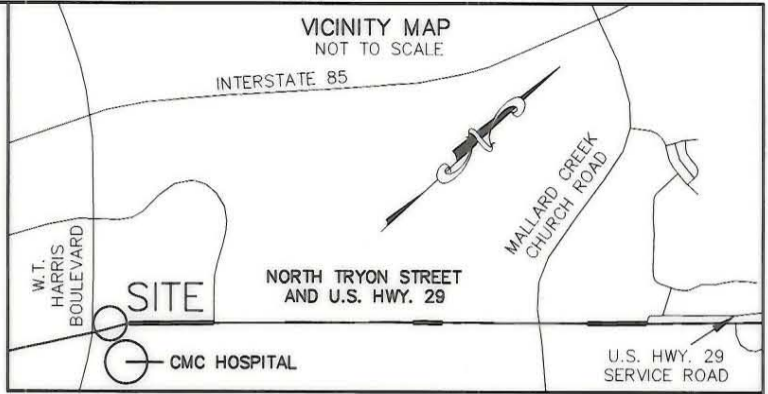 VICINITY MAP
NOT TO SCALE
INTERSTATE 85
MALLARD CREEK
CHURCH ROAD
W.T.
HARRIS
BOULEVARD
SITE
NORTH TRYON STREET
AND U.S. HWY. 29
CMC HOSPITAL
U.S. HWY. 29
SERVICE ROAD